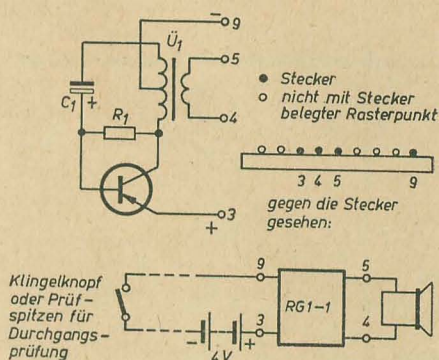 − 9
Ü1
5
C1 +
R1
4
+ 3
Stecker
nicht mit Stecker
belegter Rasterpunkt
3 4 5 9
gegen die Stecker
gesehen:
Klingelknopf
oder Prüf-
spitzen für
Durchgangs-
prüfung
9 5
RG1-1
− + 3 4
4V